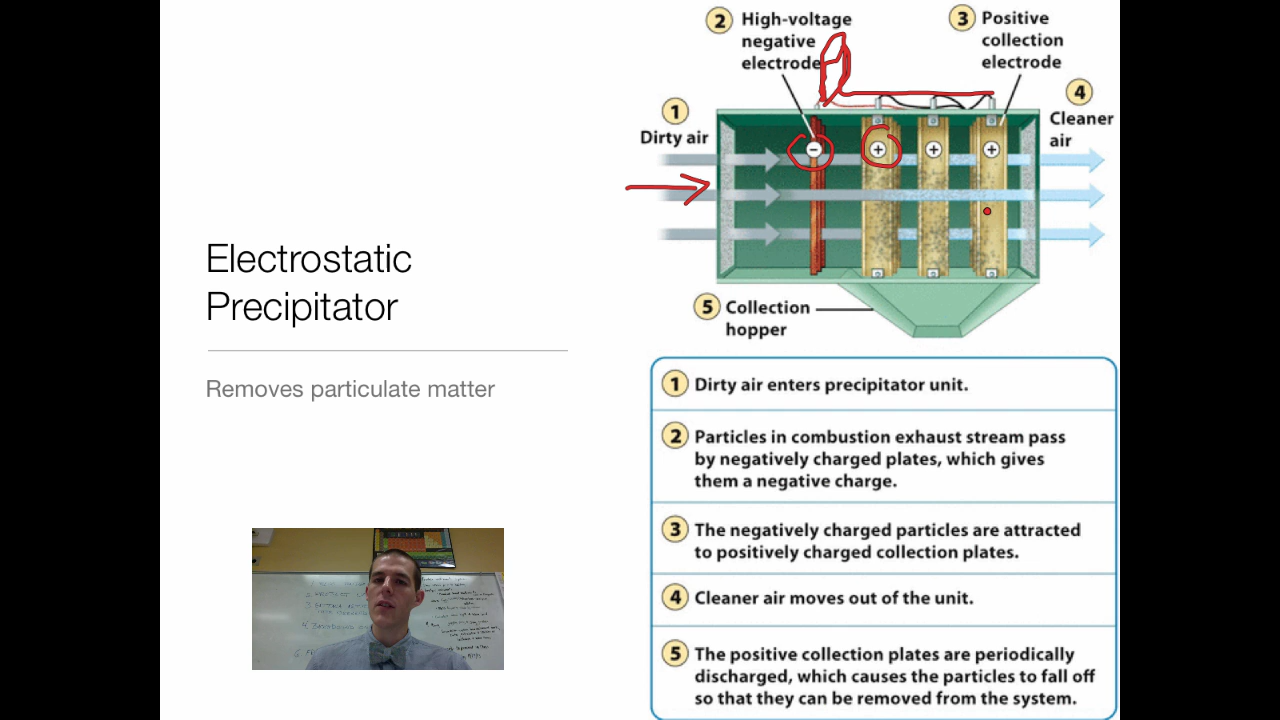 Electrostatic
Precipitator
Removes particulate matter
2 High-voltage
negative
electrode
3 Positive
collection
electrode
1
Dirty air
4
Cleaner
air
−
+
+
+
5 Collection
hopper
1 Dirty air enters precipitator unit.
2 Particles in combustion exhaust stream pass
by negatively charged plates, which gives
them a negative charge.
3 The negatively charged particles are attracted
to positively charged collection plates.
4 Cleaner air moves out of the unit.
5 The positive collection plates are periodically
discharged, which causes the particles to fall off
so that they can be removed from the system.